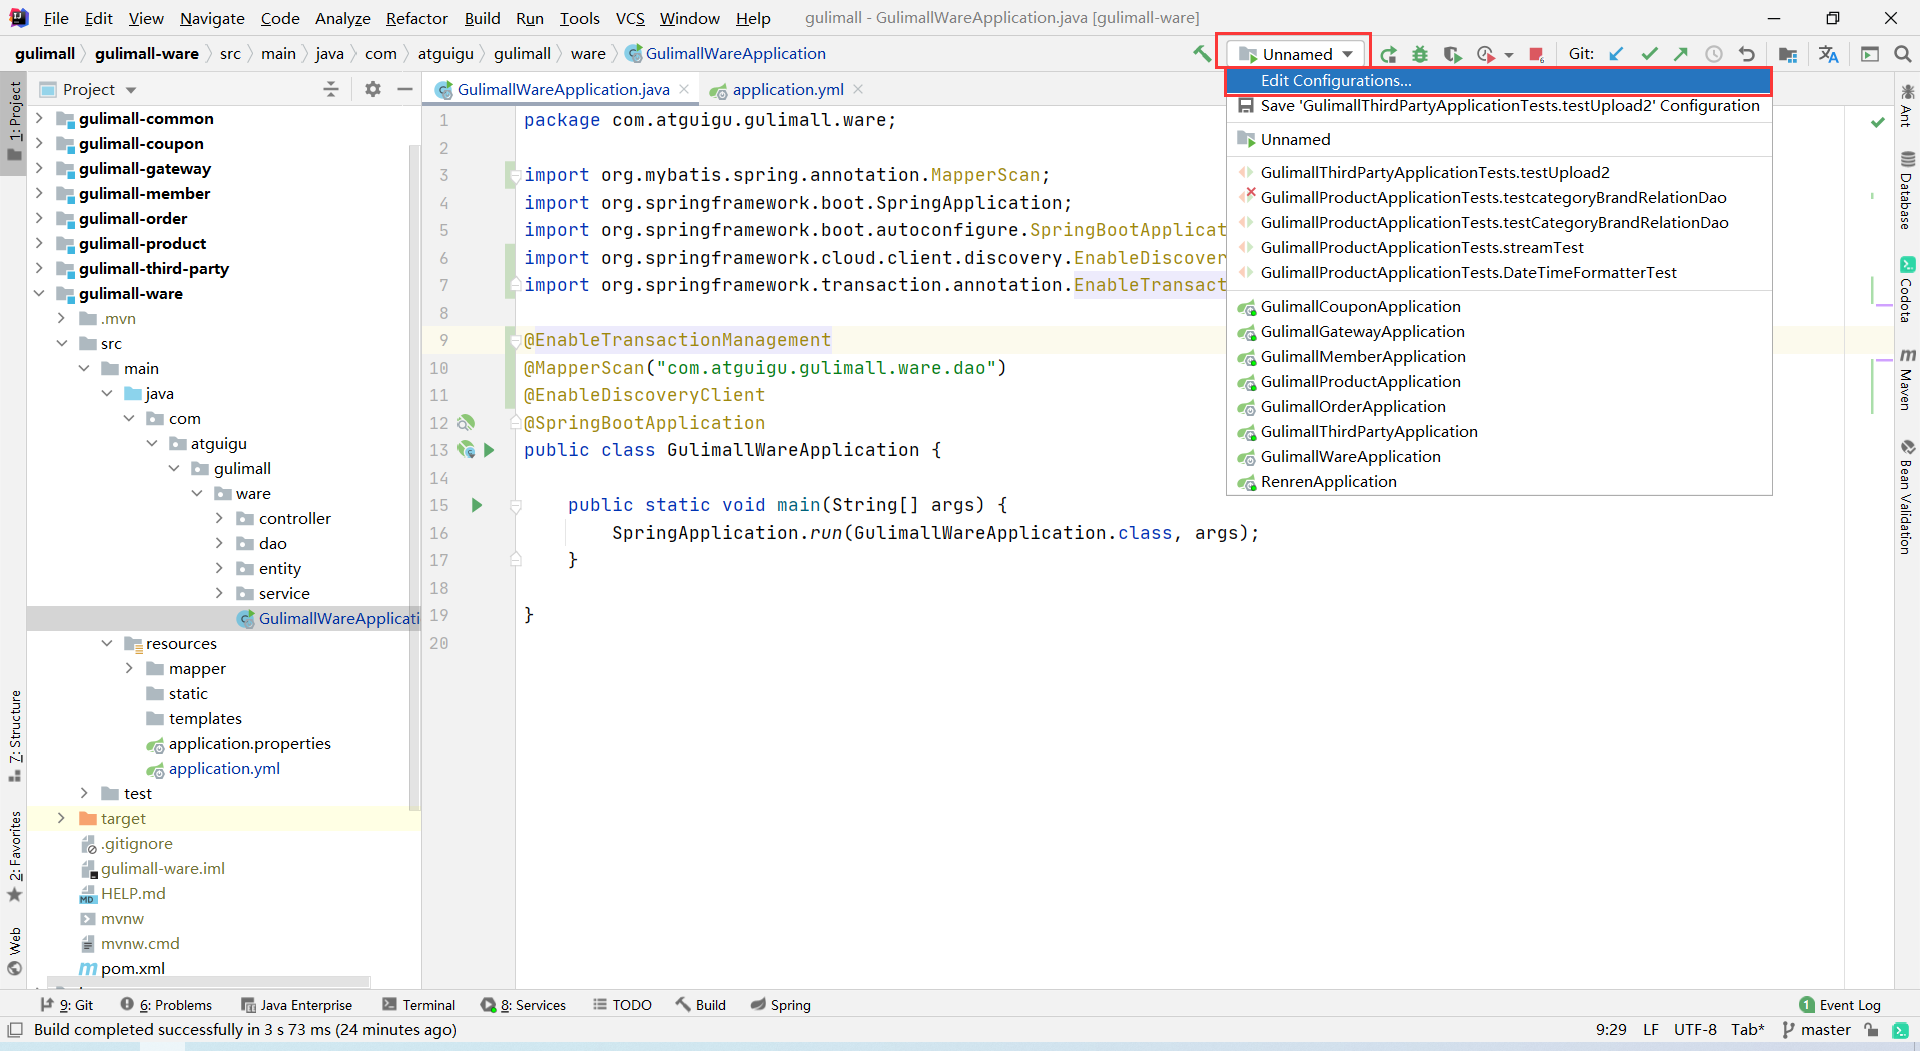 File Edit View Navigate Code Analyze Refactor Build Run Tools VCS Window Help gulimall - GulimallWareApplication.java [gulimall-ware]
gulimall gulimall-ware src main java com atguigu gulimall ware GulimallWareApplication Unnamed Git:
Project
GulimallWareApplication.java application.yml
Edit Configurations...
Save 'GulimallThirdPartyApplicationTests.testUpload2' Configuration
Unnamed
GulimallThirdPartyApplicationTests.testUpload2
GulimallProductApplicationTests.testcategoryBrandRelationDao
GulimallProductApplicationTests.testCategoryBrandRelationDao
GulimallProductApplicationTests.streamTest
GulimallProductApplicationTests.DateTimeFormatterTest
GulimallCouponApplication
GulimallGatewayApplication
GulimallMemberApplication
GulimallProductApplication
GulimallOrderApplication
GulimallThirdPartyApplication
GulimallWareApplication
RenrenApplication
1: Project
7: Structure
2: Favorites
Web
gulimall-common
gulimall-coupon
gulimall-gateway
gulimall-member
gulimall-order
gulimall-product
gulimall-third-party
gulimall-ware
.mvn
src
main
java
com
atguigu
gulimall
ware
controller
dao
entity
service
GulimallWareApplicati
resources
mapper
static
templates
application.properties
application.yml
test
target
.gitignore
gulimall-ware.iml
HELP.md
mvnw
mvnw.cmd
pom.xml
1 package com.atguigu.gulimall.ware;
2
3 import org.mybatis.spring.annotation.MapperScan;
4 import org.springframework.boot.SpringApplication;
5 import org.springframework.boot.autoconfigure.SpringBootApplicat
6 import org.springframework.cloud.client.discovery.EnableDiscover
7 import org.springframework.transaction.annotation.EnableTransact
8
9 @EnableTransactionManagement
10 @MapperScan("com.atguigu.gulimall.ware.dao")
11 @EnableDiscoveryClient
12 @SpringBootApplication
13 public class GulimallWareApplication {
14
15 public static void main(String[] args) {
16 SpringApplication.run(GulimallWareApplication.class, args);
17 }
18
19 }
20
Ant
Database
Codota
Maven
Bean Validation
9: Git 6: Problems Java Enterprise Terminal 8: Services TODO Build Spring 1 Event Log
Build completed successfully in 3 s 73 ms (24 minutes ago) 9:29 LF UTF-8 Tab* master